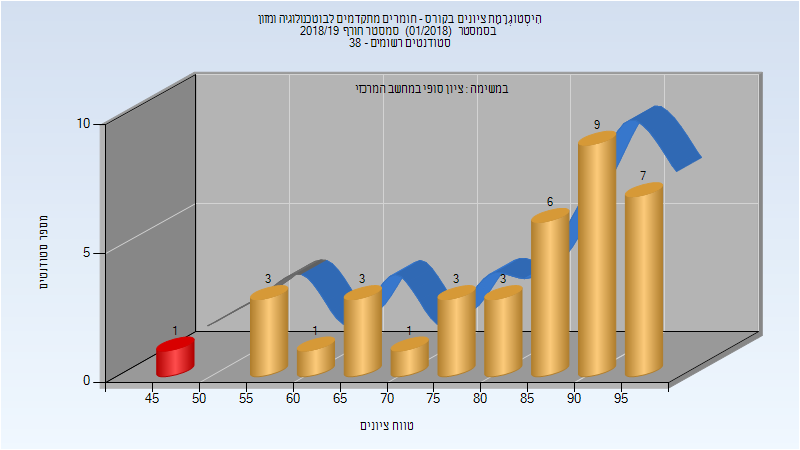 הִיסטוּגְרָמַת ציונים בקורס - חומרים מתקדמים לבוטכנולוגיה ומזון
בסמסטר (01/2018) סמסטר חורף 2018/19
סטודנטים רשומים - 38
במשימה : ציון סופי במחשב המרכזי
מספר סטודנטים
10
5
0
1
3
1
3
1
3
3
6
9
7
45 50 55 60 65 70 75 80 85 90 95
טווח ציונים